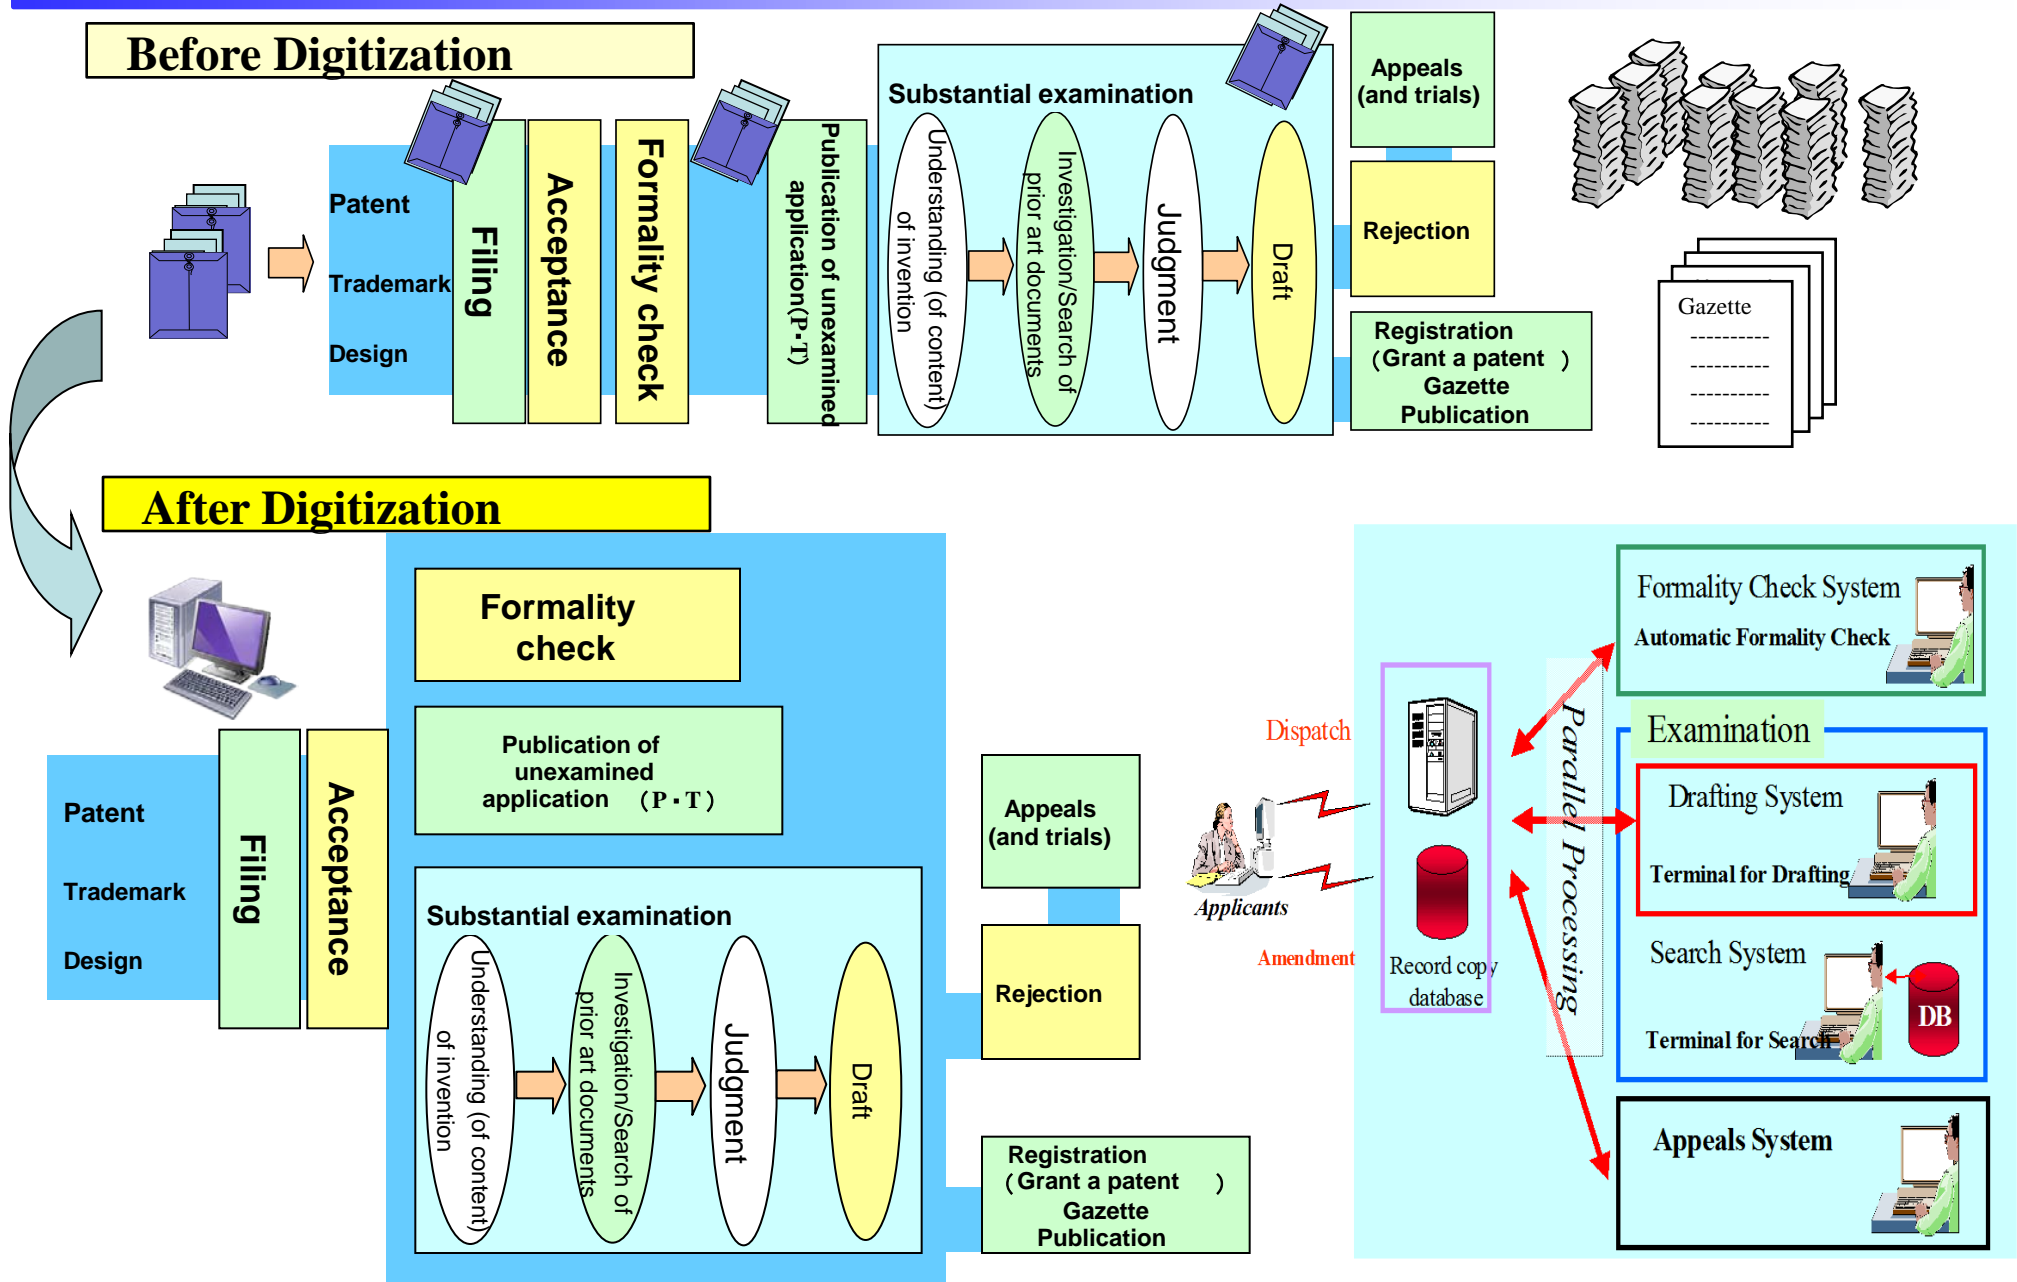 Before Digitization
Patent
Trademark
Design
Filing
Acceptance
Formality check
Publication of unexamined
application(P・T)
Substantial examination
Understanding (of content)
of invention
Investigation/Search of
prior art documents
Judgment
Draft
Appeals
(and trials)
Rejection
Registration
（Grant a patent ）
Gazette
Publication
Gazette
After Digitization
Patent
Trademark
Design
Filing
Acceptance
Formality
check
Publication of
unexamined
application （P・T）
Substantial examination
Understanding (of content)
of invention
Investigation/Search of
prior art documents
Judgment
Draft
Appeals
(and trials)
Rejection
Registration
（Grant a patent ）
Gazette
Publication
Dispatch
Applicants
Amendment
Record copy
database
Parallel Processing
Formality Check System
Automatic Formality Check
Examination
Drafting System
Terminal for Drafting
Search System
DB
Terminal for Search
Appeals System